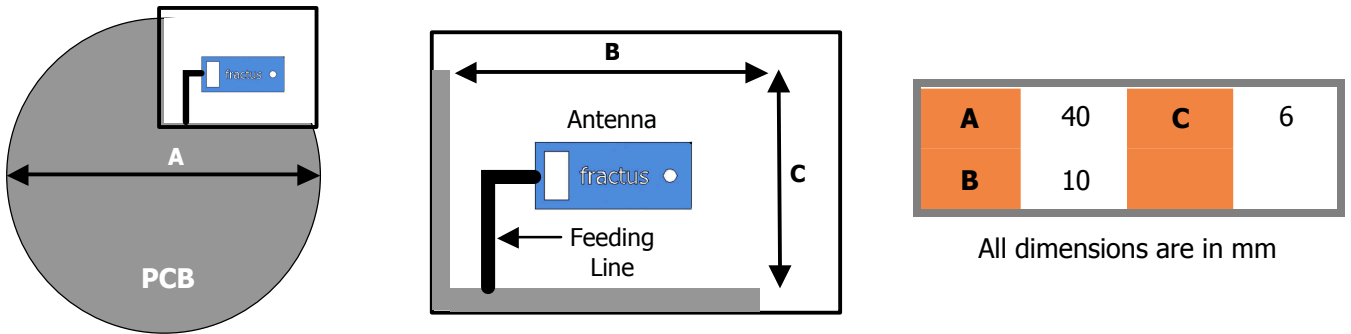 fractus
A
PCB
B
Antenna
C
fractus
Feeding
Line
A 40 C 6
B 10
All dimensions are in mm